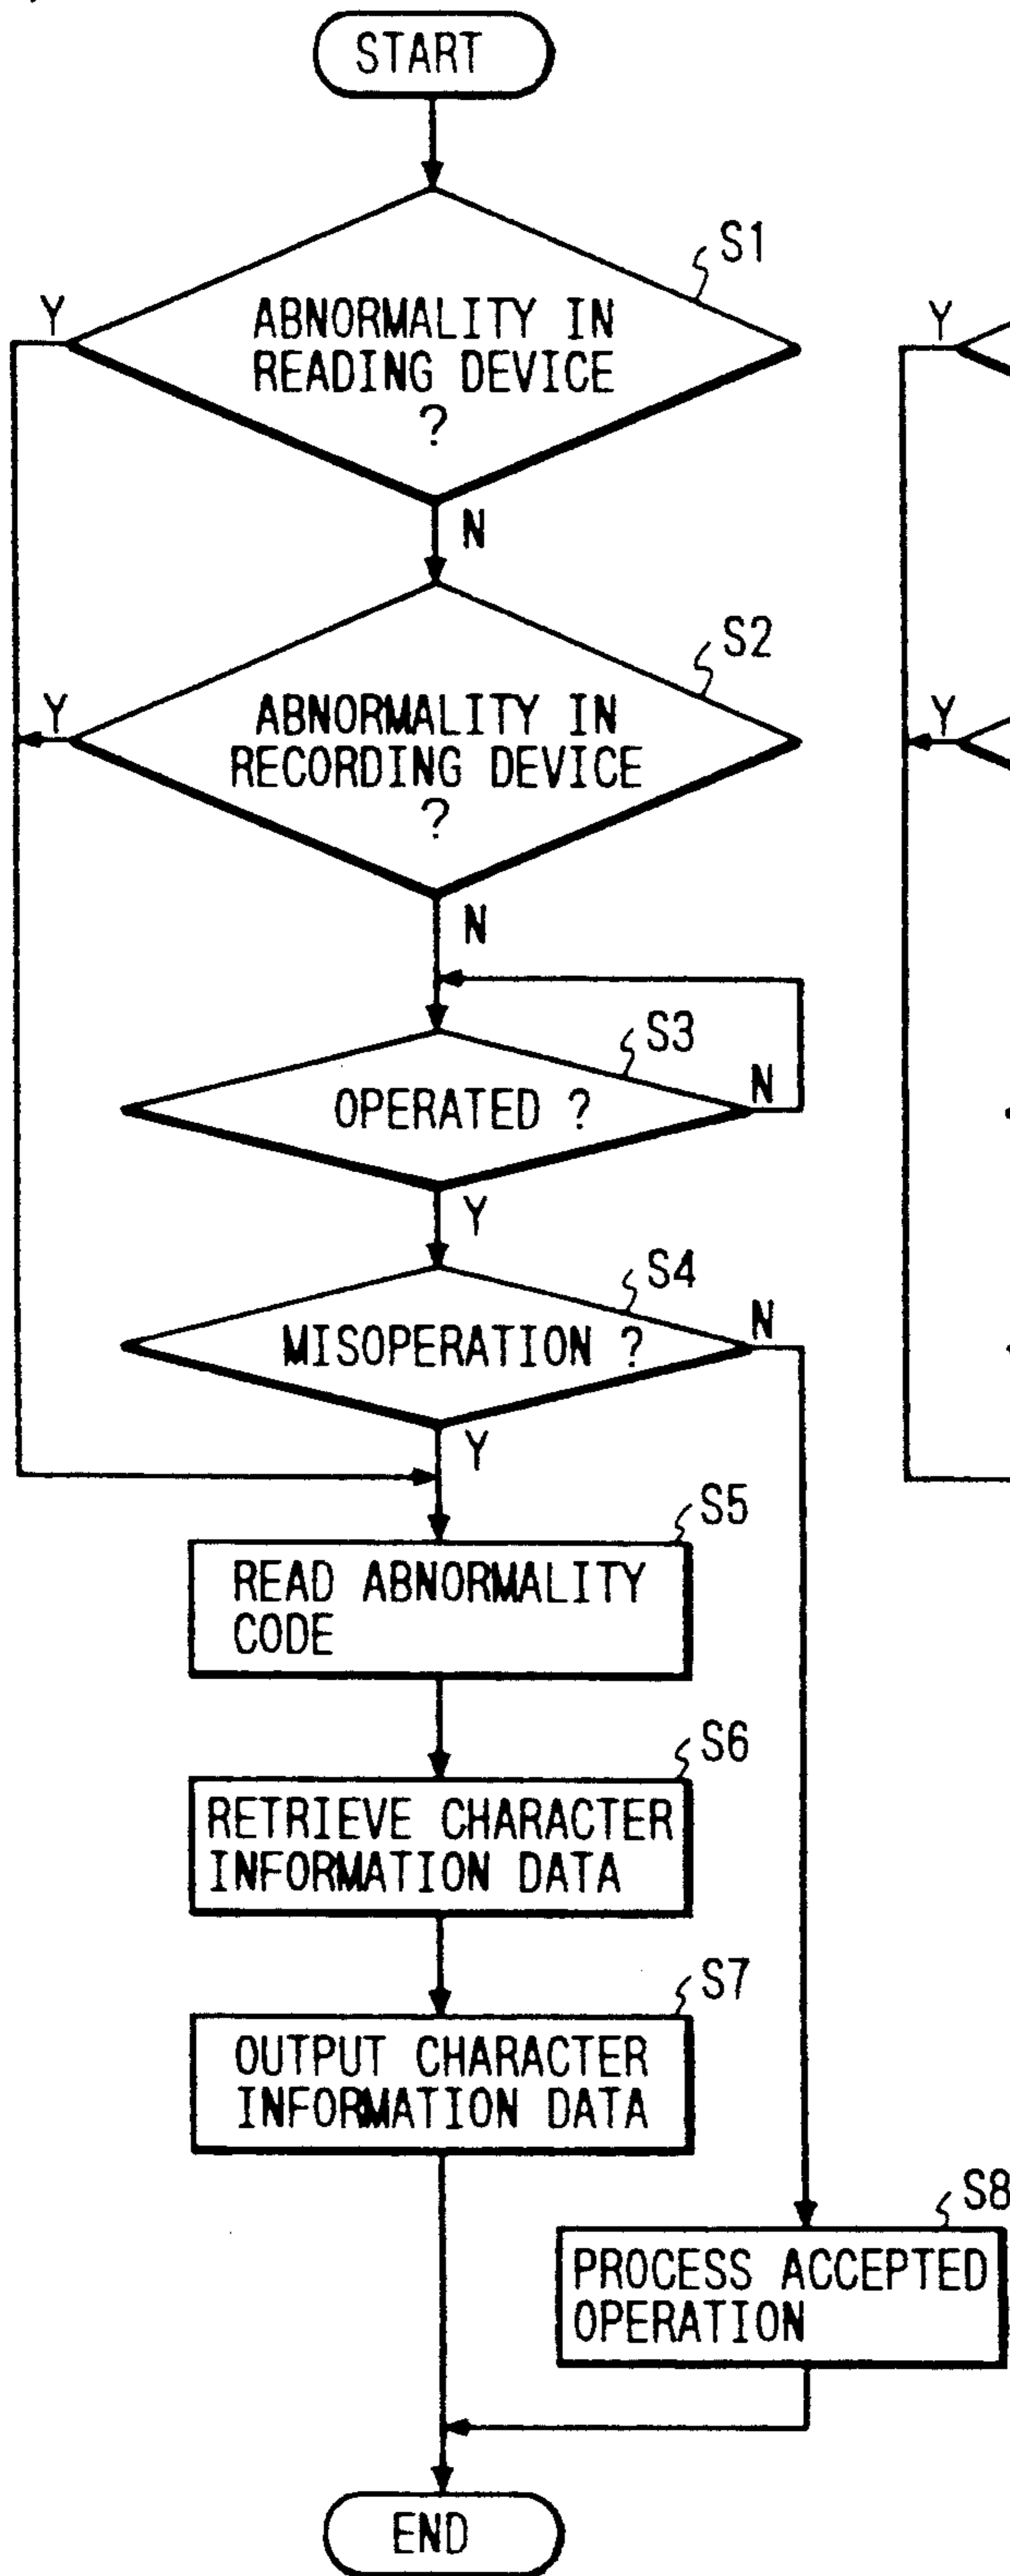 START
S1
Y
ABNORMALITY IN
READING DEVICE
?
Y
N
S2
Y
ABNORMALITY IN
RECORDING DEVICE
?
Y
N
S3
OPERATED ?
N
Y
S4
MISOPERATION ?
N
Y
S5
READ ABNORMALITY
CODE
S6
RETRIEVE CHARACTER
INFORMATION DATA
S7
OUTPUT CHARACTER
INFORMATION DATA
S8
PROCESS ACCEPTED
OPERATION
END